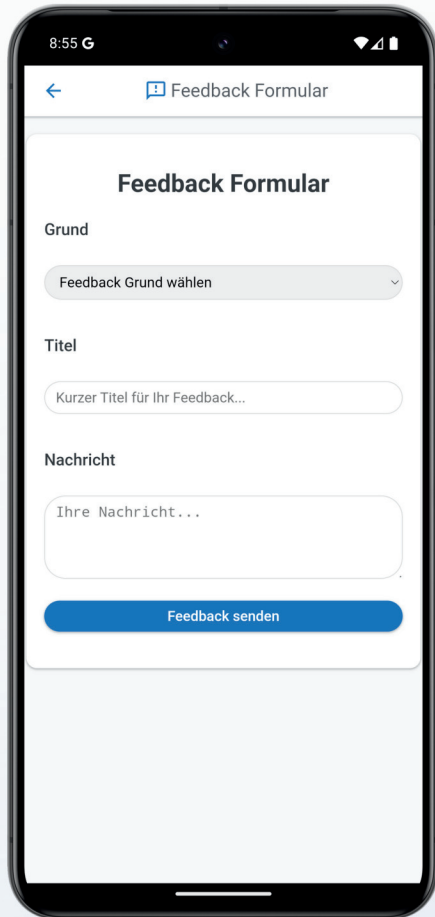 8:55 G
Feedback Formular
Feedback Formular
Grund
Feedback Grund wählen
Titel
Kurzer Titel für Ihr Feedback...
Nachricht
Ihre Nachricht...
Feedback senden